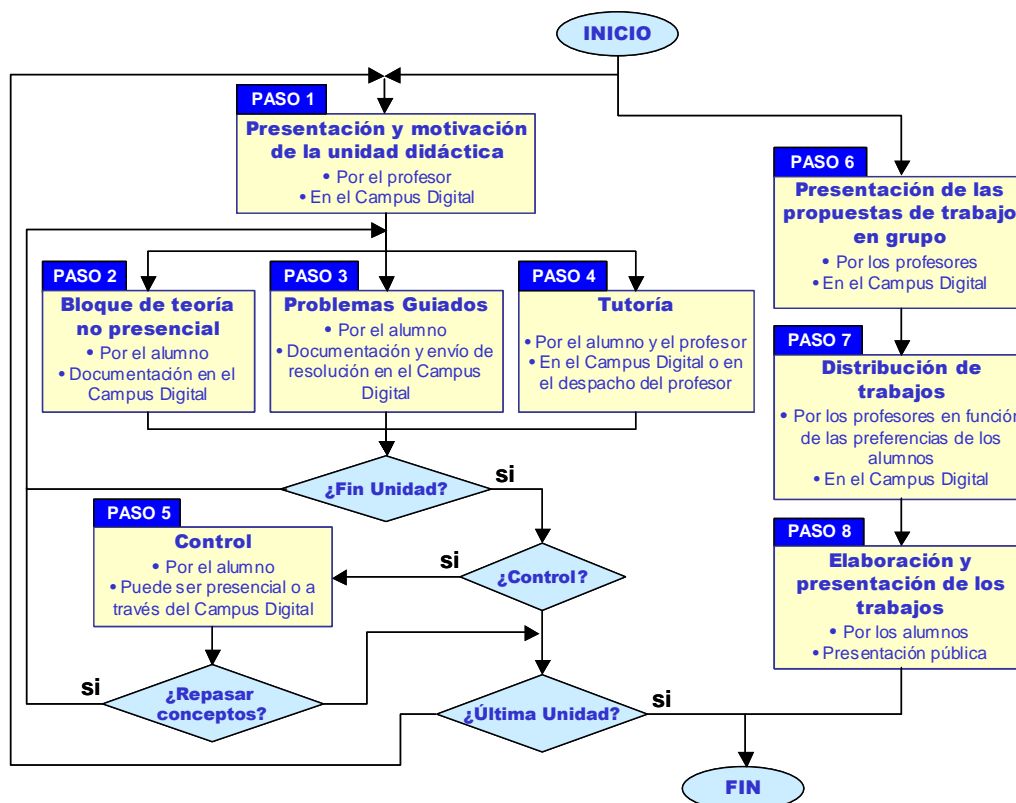 INICIO
PASO 1
Presentación y motivación
de la unidad didáctica
• Por el profesor
• En el Campus Digital
PASO 2
Bloque de teoría
no presencial
• Por el alumno
• Documentación en el
Campus Digital
PASO 3
Problemas Guiados
• Por el alumno
• Documentación y envío de
resolución en el Campus
Digital
PASO 4
Tutoría
• Por el alumno y el profesor
• En el Campus Digital o en
el despacho del profesor
¿Fin Unidad?
si
PASO 5
Control
• Por el alumno
• Puede ser presencial o a
través del Campus Digital
si
¿Control?
si
¿Repasar
conceptos?
¿Última Unidad?
si
PASO 6
Presentación de las
propuestas de trabajo
en grupo
• Por los profesores
• En el Campus Digital
PASO 7
Distribución de
trabajos
• Por los profesores en función
de las preferencias de los
alumnos
• En el Campus Digital
PASO 8
Elaboración y
presentación de los
trabajos
• Por los alumnos
• Presentación pública
FIN